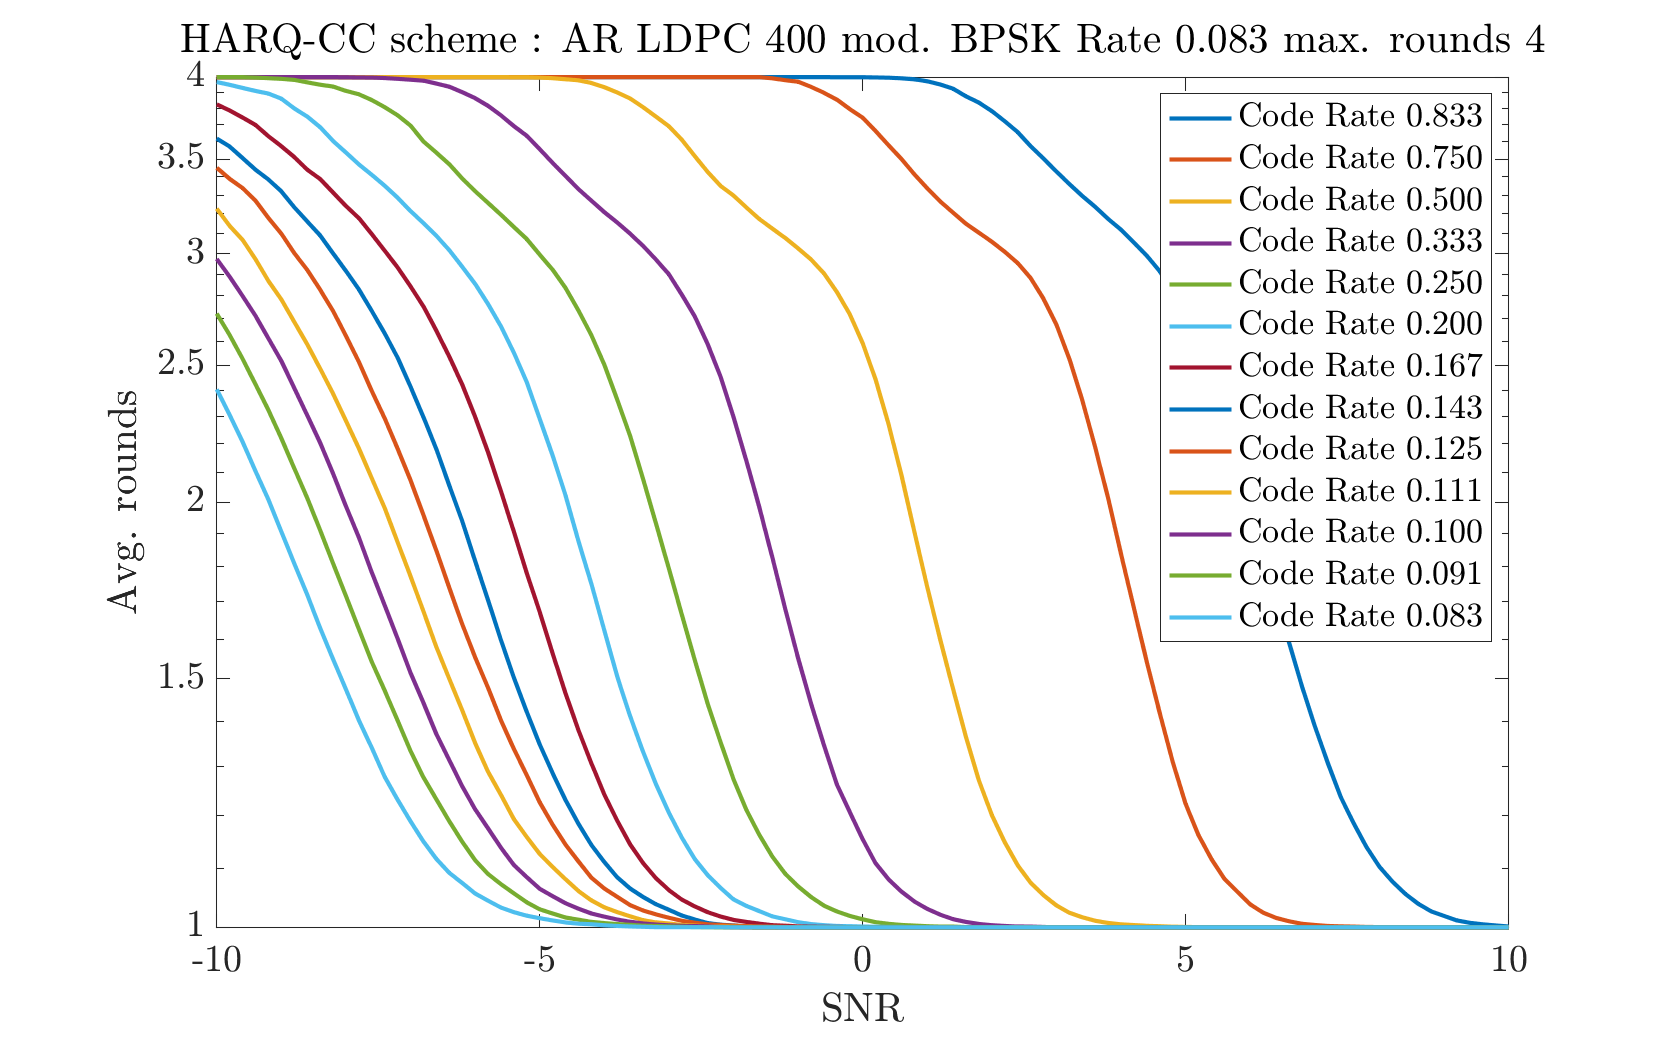 HARQ-CC scheme : AR LDPC 400 mod. BPSK Rate 0.083 max. rounds 4
4
3.5
3
2.5
2
1.5
1
Avg. rounds
-10
-5
0
5
10
SNR
Code Rate 0.833
Code Rate 0.750
Code Rate 0.500
Code Rate 0.333
Code Rate 0.250
Code Rate 0.200
Code Rate 0.167
Code Rate 0.143
Code Rate 0.125
Code Rate 0.111
Code Rate 0.100
Code Rate 0.091
Code Rate 0.083